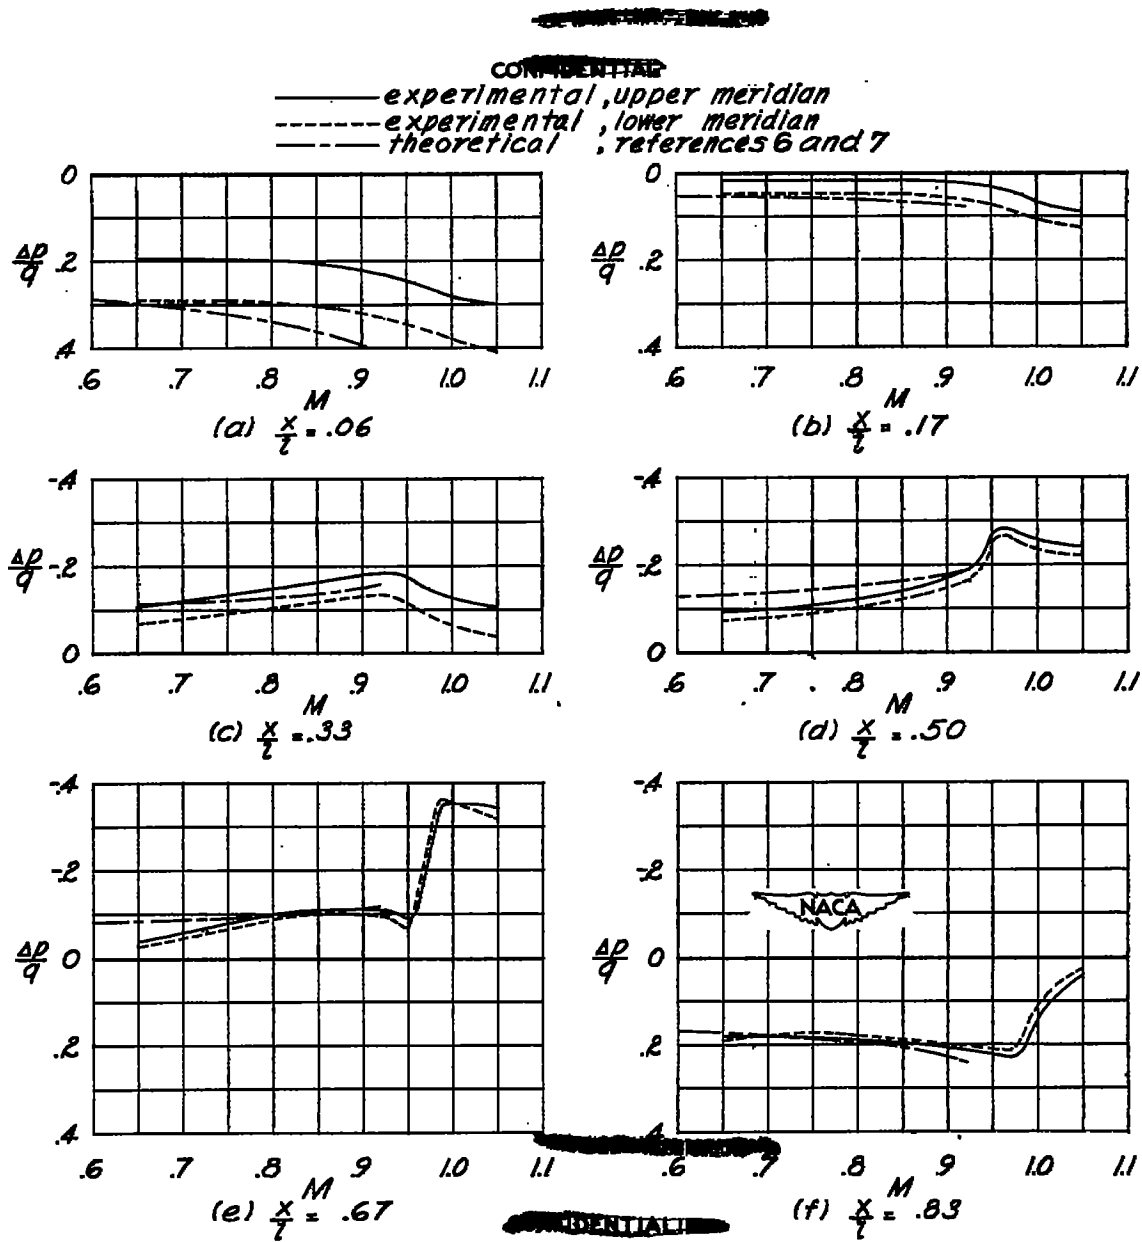 CONFIDENTIAL
experimental, upper meridian
experimental, lower meridian
theoretical, references 6 and 7
0
.2
.4
Δp/q
.6 .7 .8 .9 1.0 1.1
M
(a) x/l = .06
0
.2
.4
Δp/q
.6 .7 .8 .9 1.0 1.1
M
(b) x/l = .17
-.4
-.2
0
Δp/q
.6 .7 .8 .9 1.0 1.1
M
(c) x/l = .33
-.4
-.2
0
Δp/q
.6 .7 .8 .9 1.0 1.1
M
(d) x/l = .50
-.4
-.2
0
.2
.4
Δp/q
.6 .7 .8 .9 1.0 1.1
M
(e) x/l = .67
-.4
-.2
0
.2
.4
Δp/q
NACA
.6 .7 .8 .9 1.0 1.1
M
(f) x/l = .83